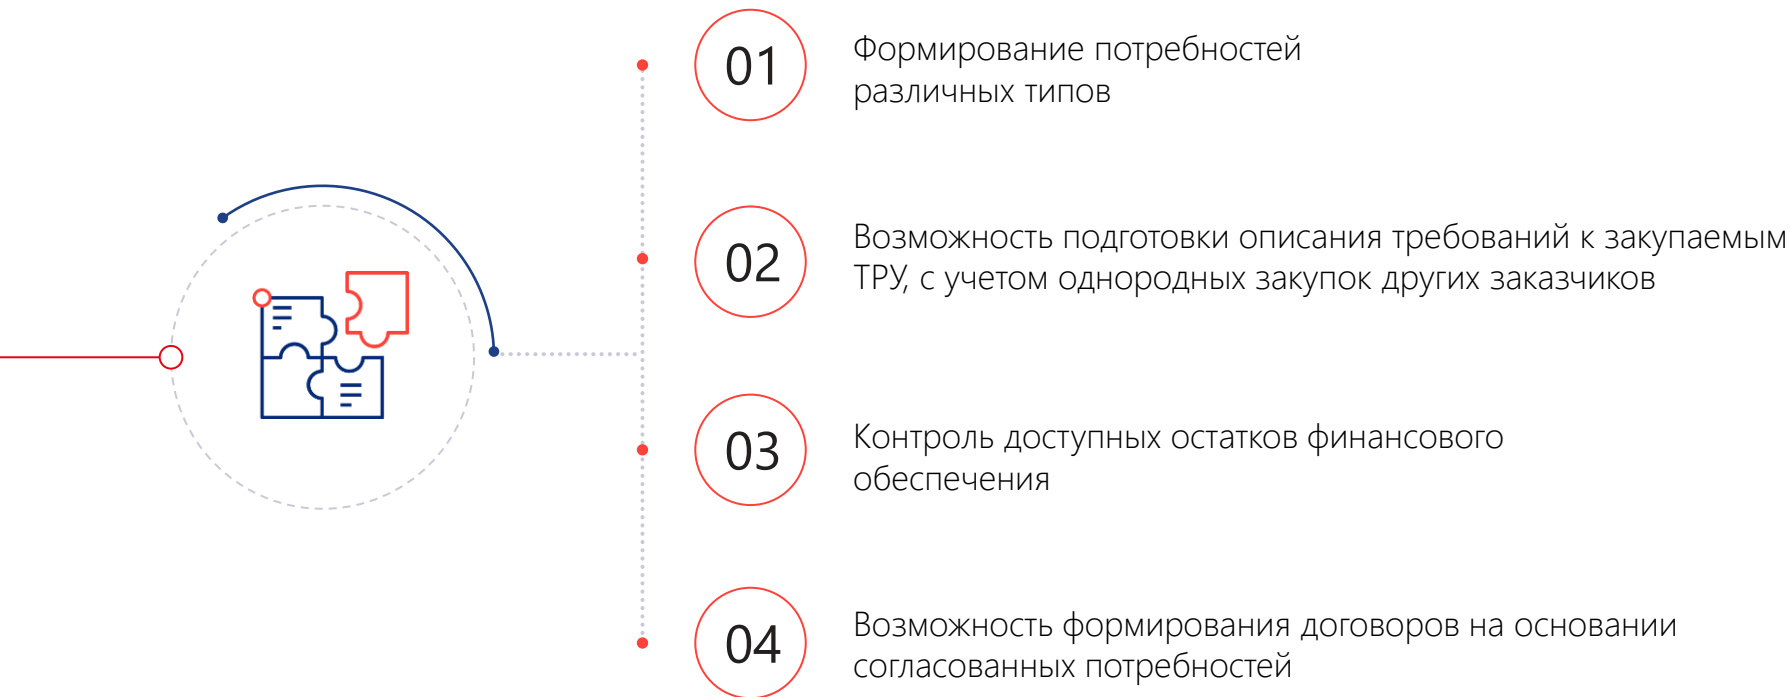 01
Формирование потребностей
различных типов
02
Возможность подготовки описания требований к закупаемым
ТРУ, с учетом однородных закупок других заказчиков
03
Контроль доступных остатков финансового
обеспечения
04
Возможность формирования договоров на основании
согласованных потребностей